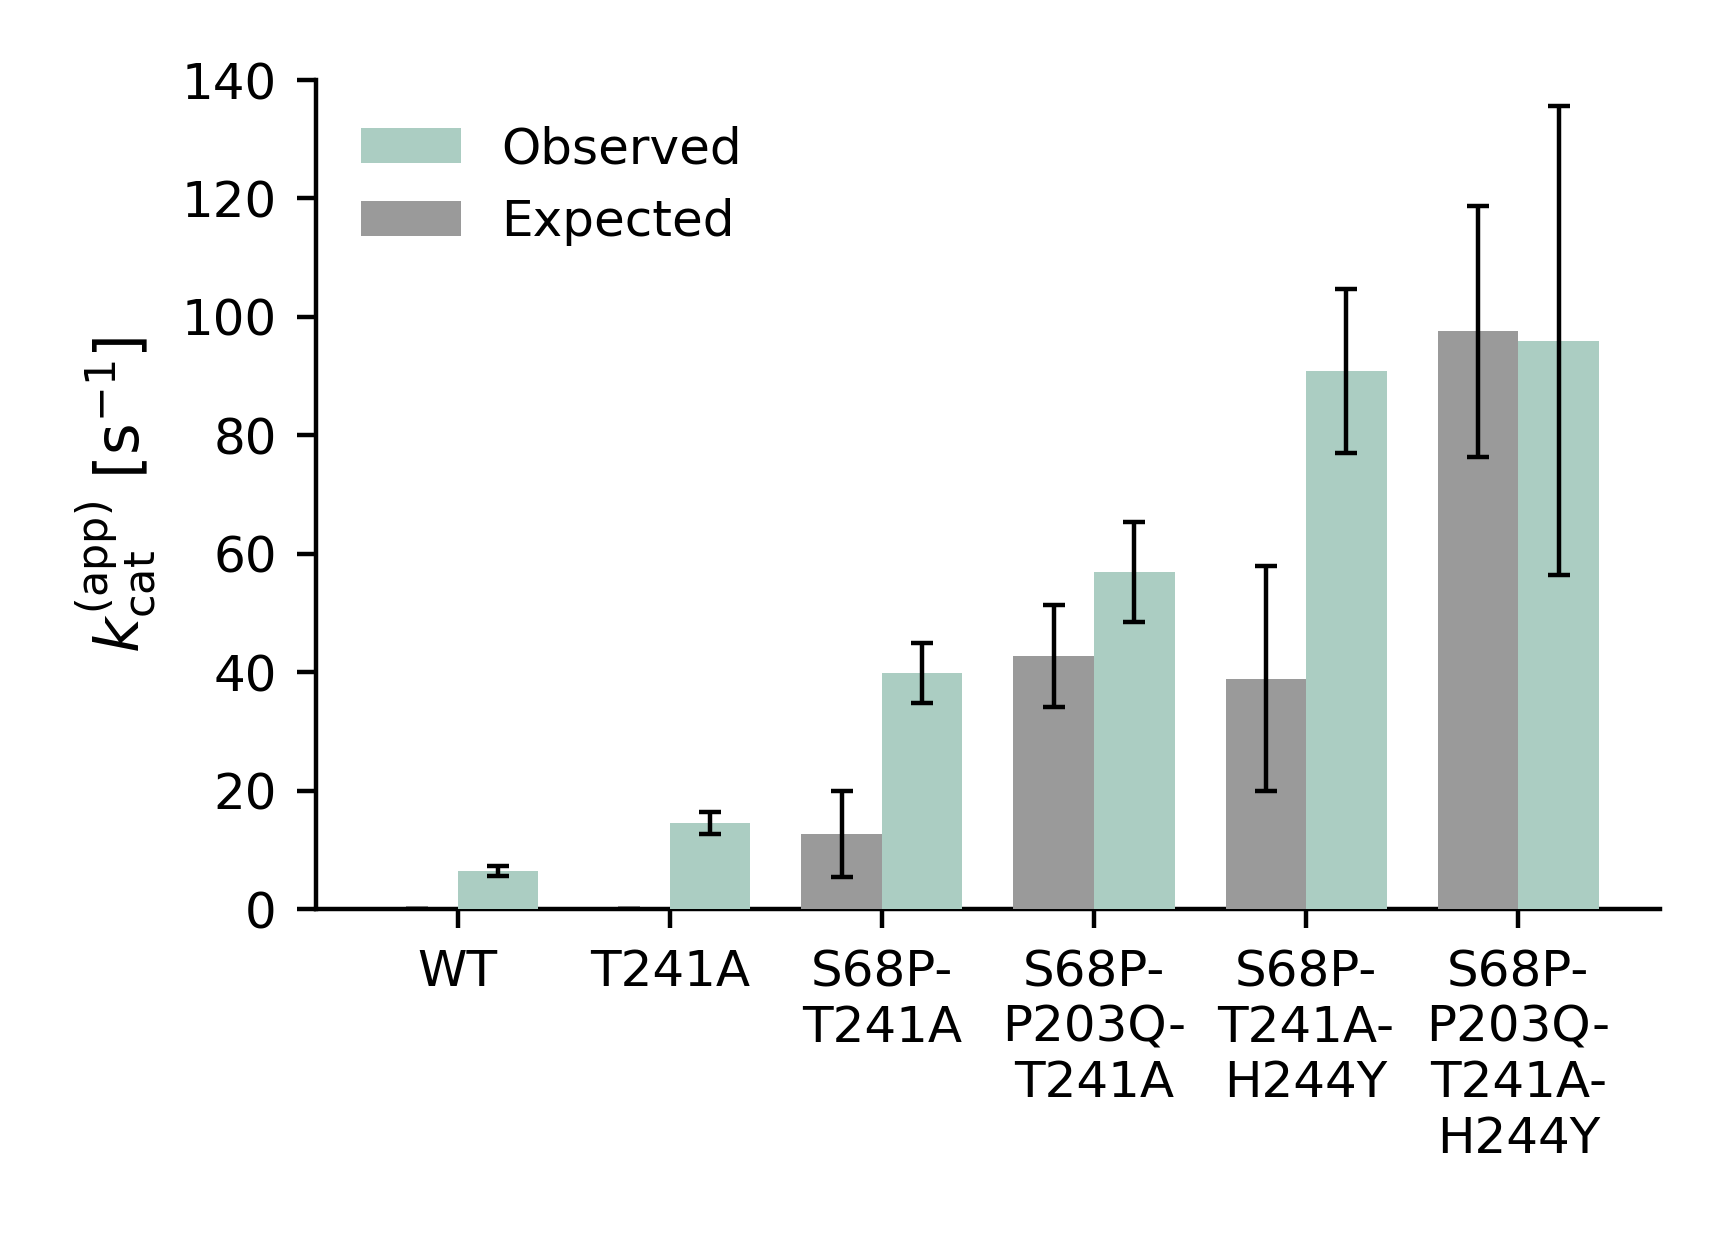 140
120
100
80
60
40
20
0
k_cat^(app) [s⁻¹]
Observed
Expected
WT
T241A
S68P-
T241A
S68P-
P203Q-
T241A
S68P-
T241A-
H244Y
S68P-
P203Q-
T241A-
H244Y